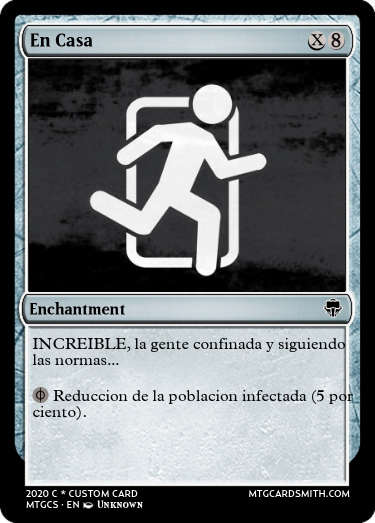 En Casa X 8
Enchantment
INCREIBLE, la gente confinada y siguiendo
las normas...
Reduccion de la poblacion infectada (5 por
ciento).
2020 C * CUSTOM CARD MTGCARDSMITH.COM
MTGCS · EN UNKNOWN